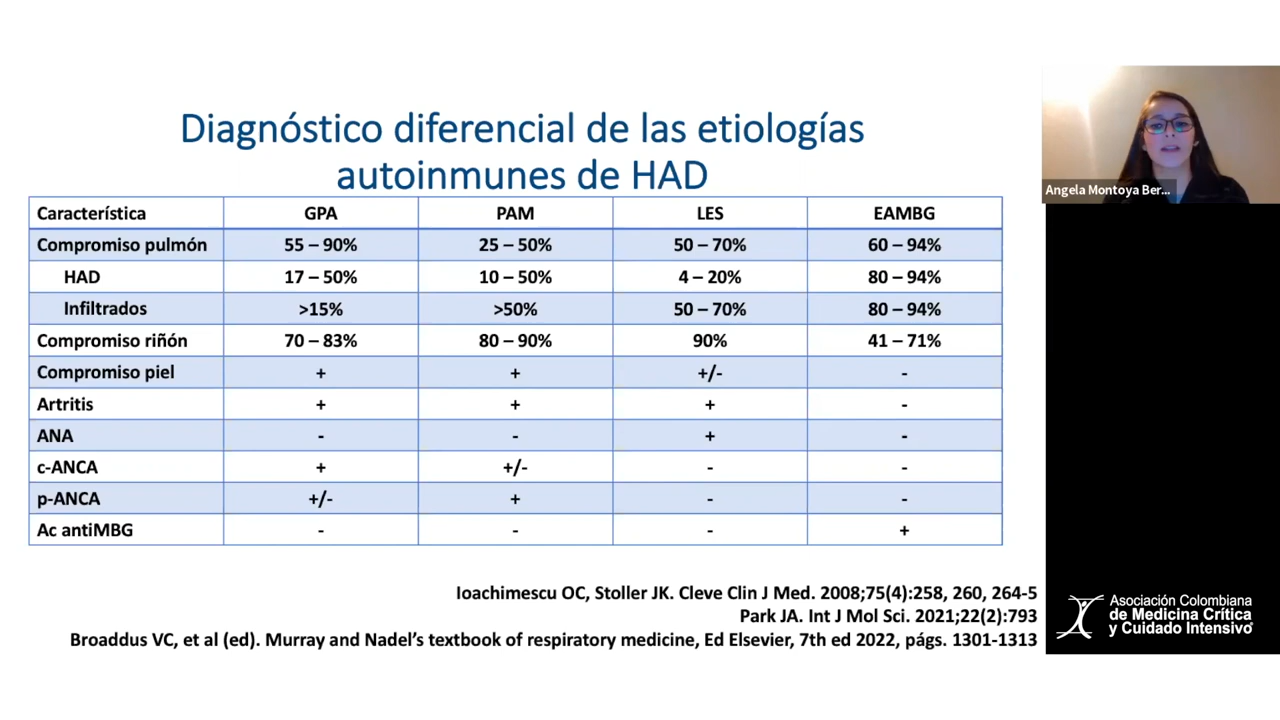 Diagnóstico diferencial de las etiologías
autoinmunes de HAD
Característica GPA PAM LES EAMBG
Compromiso pulmón 55 – 90% 25 – 50% 50 – 70% 60 – 94%
HAD 17 – 50% 10 – 50% 4 – 20% 80 – 94%
Infiltrados >15% >50% 50 – 70% 80 – 94%
Compromiso riñón 70 – 83% 80 – 90% 90% 41 – 71%
Compromiso piel + + +/- -
Artritis + + + -
ANA - - + -
c-ANCA + +/- - -
p-ANCA +/- + - -
Ac antiMBG - - - +
Ioachimescu OC, Stoller JK. Cleve Clin J Med. 2008;75(4):258, 260, 264-5
Park JA. Int J Mol Sci. 2021;22(2):793
Broaddus VC, et al (ed). Murray and Nadel’s textbook of respiratory medicine, Ed Elsevier, 7th ed 2022, págs. 1301-1313
Angela Montoya Ber...
Asociación Colombiana
de Medicina Crítica
y Cuidado Intensivo